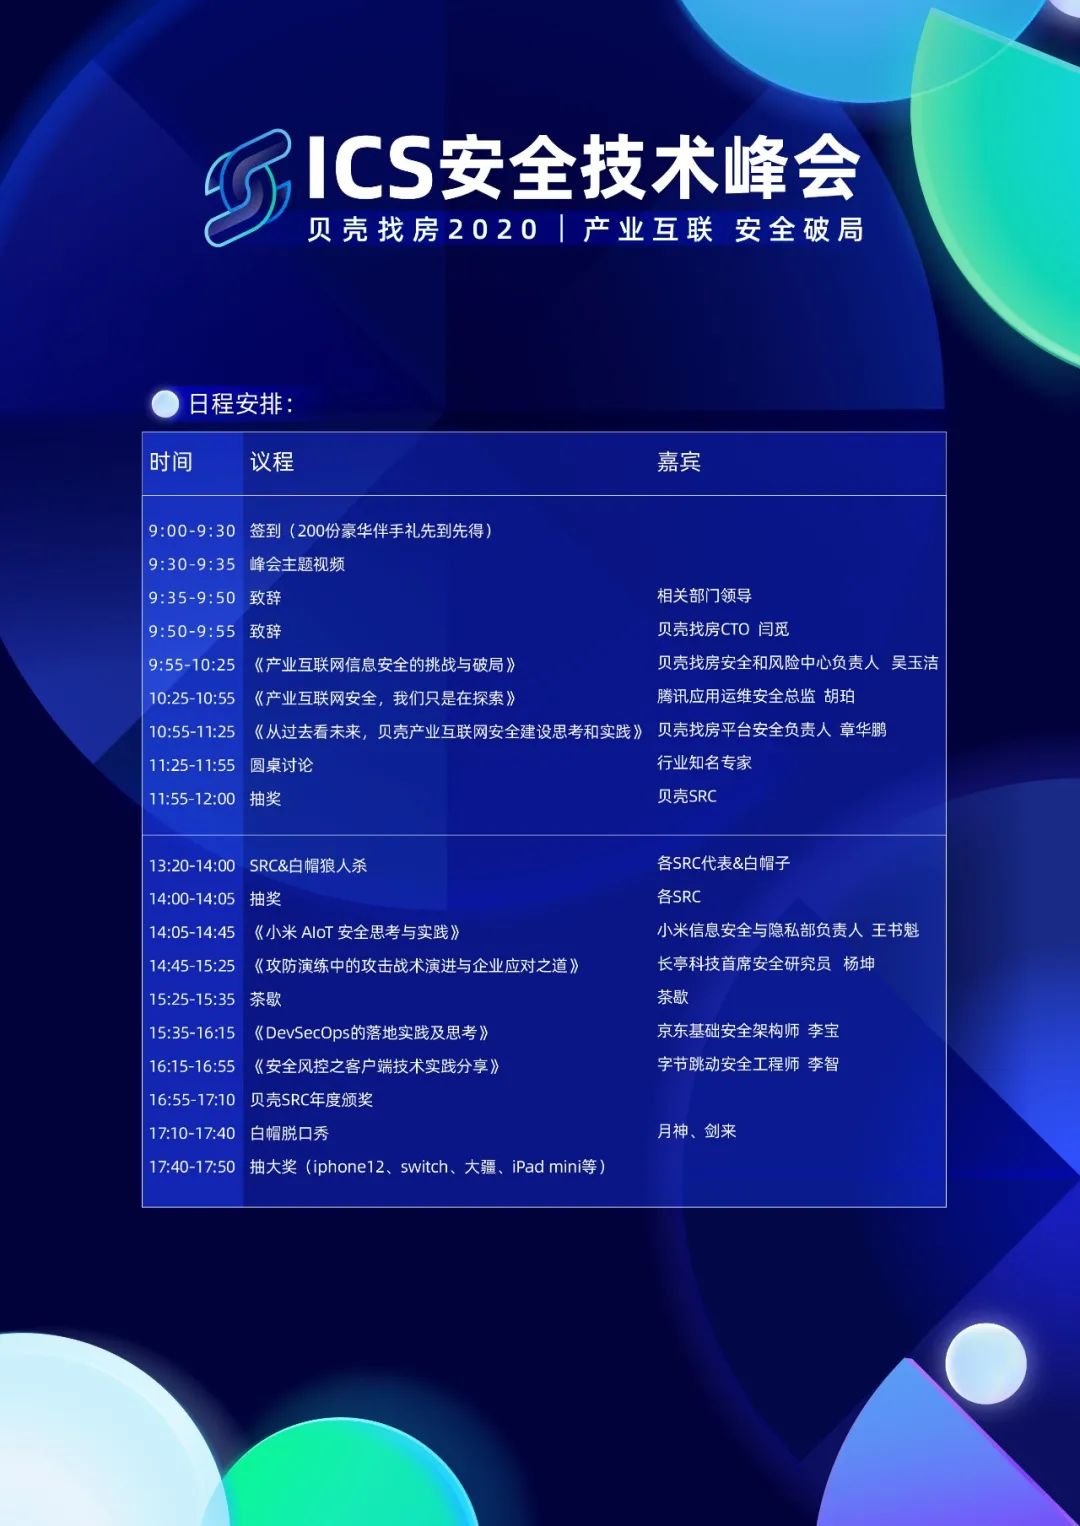 ICS安全技术峰会
贝壳找房2020｜产业互联 安全破局
日程安排：
时间 议程 嘉宾
9:00-9:30 签到（200份豪华伴手礼先到先得）
9:30-9:35 峰会主题视频
9:35-9:50 致辞 相关部门领导
9:50-9:55 致辞 贝壳找房CTO 闫觅
9:55-10:25 《产业互联网信息安全的挑战与破局》 贝壳找房安全和风险中心负责人 吴玉洁
10:25-10:55 《产业互联网安全，我们只是在探索》 腾讯应用运维安全总监 胡珀
10:55-11:25 《从过去看未来，贝壳产业互联网安全建设思考和实践》 贝壳找房平台安全负责人 章华鹏
11:25-11:55 圆桌讨论 行业知名专家
11:55-12:00 抽奖 贝壳SRC
13:20-14:00 SRC&白帽狼人杀 各SRC代表&白帽子
14:00-14:05 抽奖 各SRC
14:05-14:45 《小米 AIoT 安全思考与实践》 小米信息安全与隐私部负责人 王书魁
14:45-15:25 《攻防演练中的攻击战术演进与企业应对之道》 长亭科技首席安全研究员 杨坤
15:25-15:35 茶歇 茶歇
15:35-16:15 《DevSecOps的落地实践及思考》 京东基础安全架构师 李宝
16:15-16:55 《安全风控之客户端技术实践分享》 字节跳动安全工程师 李智
16:55-17:10 贝壳SRC年度颁奖
17:10-17:40 白帽脱口秀 月神、剑来
17:40-17:50 抽大奖（iphone12、switch、大疆、iPad mini等）